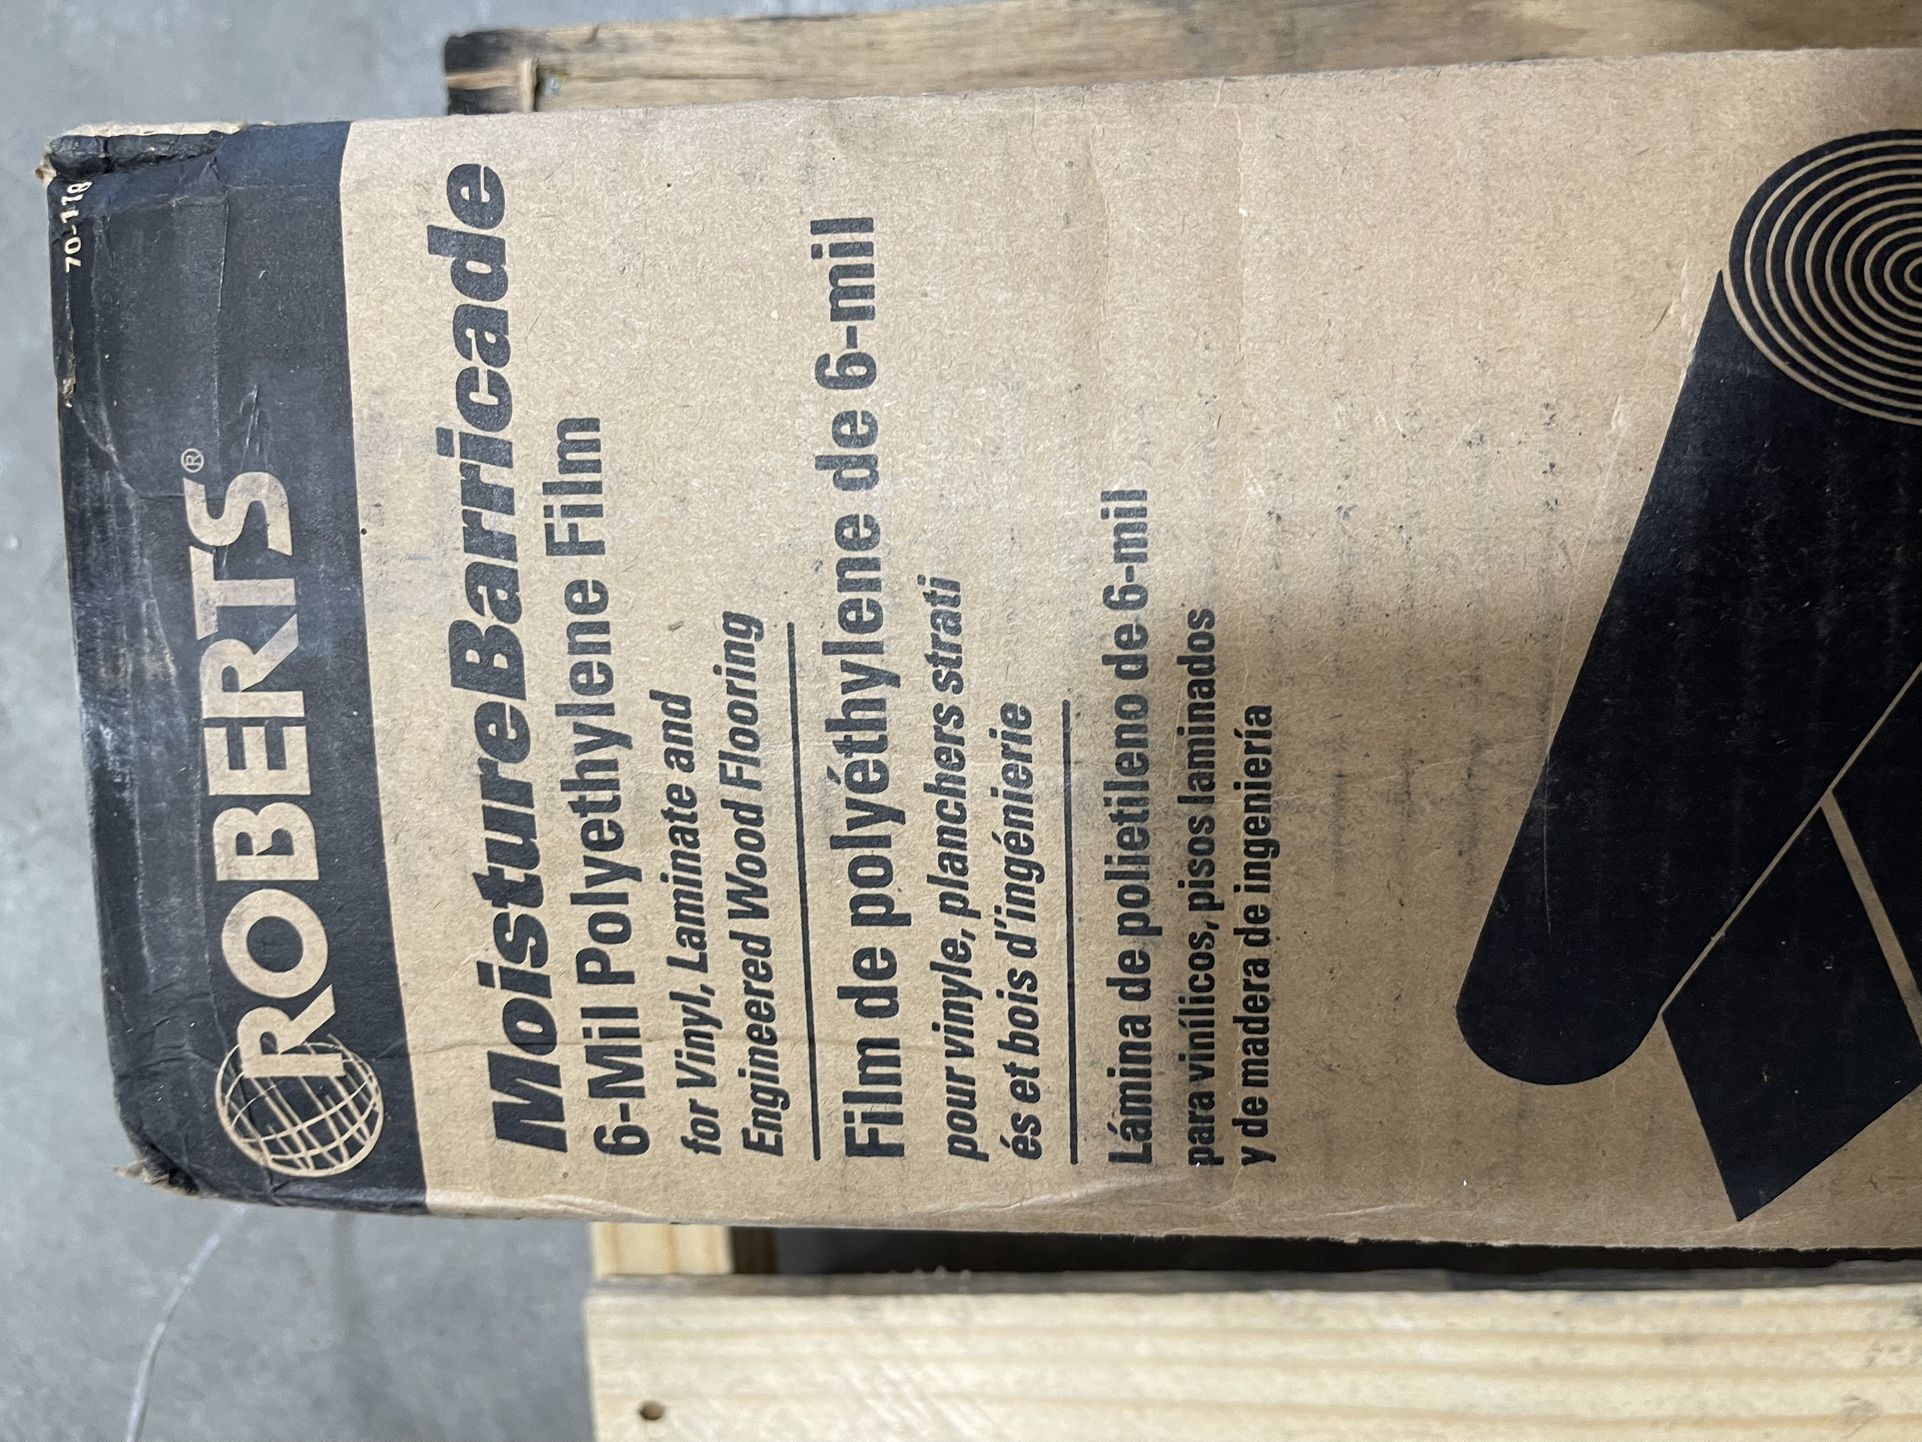 70-118
ROBERTS®
MoistureBarricade
6-Mil Polyethylene Film
for Vinyl, Laminate and
Engineered Wood Flooring
Film de polyéthylene de 6-mil
pour vinyle, planchers strati
és et bois d'ingénierie
Lámina de polietileno de 6-mil
para vinílicos, pisos laminados
y de madera de ingeniería